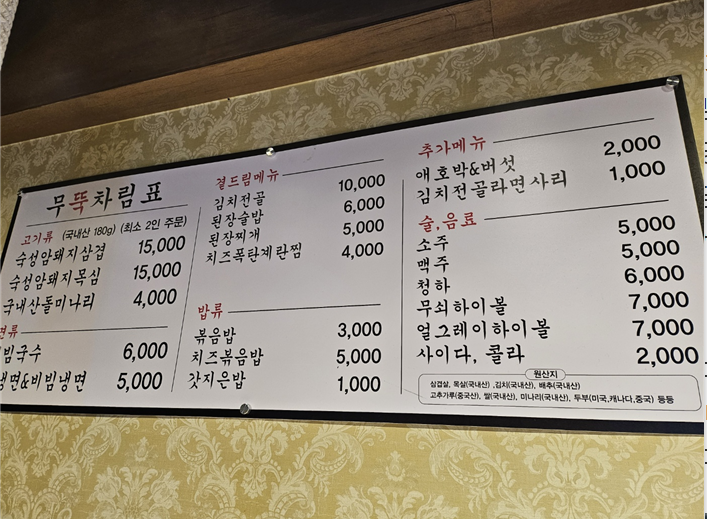 무뚝차림표
고기류 (국내산 180g) (최소 2인 주문)
숙성암돼지삼겹 15,000
숙성암돼지목심 15,000
국내산돌미나리 4,000
면류
빔국수 6,000
냉면&비빔냉면 5,000
곁드림메뉴
김치전골 10,000
된장술밥 6,000
된장찌개 5,000
치즈폭탄계란찜 4,000
밥류
볶음밥 3,000
치즈볶음밥 5,000
갓지은밥 1,000
추가메뉴
애호박&버섯 2,000
김치전골라면사리 1,000
술,음료
소주 5,000
맥주 5,000
청하 6,000
무쇠하이볼 7,000
얼그레이하이볼 7,000
사이다, 콜라 2,000
원산지
삼겹살, 목살(국내산) ,김치(국내산), 배추(국내산)
고추가루(중국산), 쌀(국내산), 미나리(국내산), 두부(미국,캐나다,중국) 등등